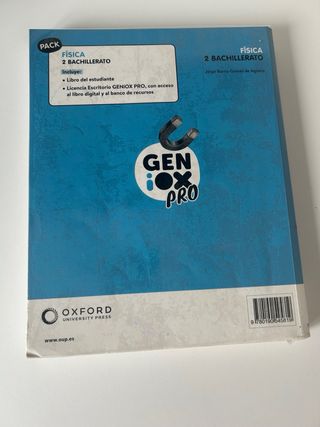 PACK
FÍSICA
2 BACHILLERATO
Incluye:
• Libro del estudiante
• Licencia Escritorio GENIOX PRO, con acceso
al libro digital y al banco de recursos
FÍSICA
2 BACHILLERATO
GEN
iOX
PRO
OXFORD
UNIVERSITY PRESS
www.oup.es